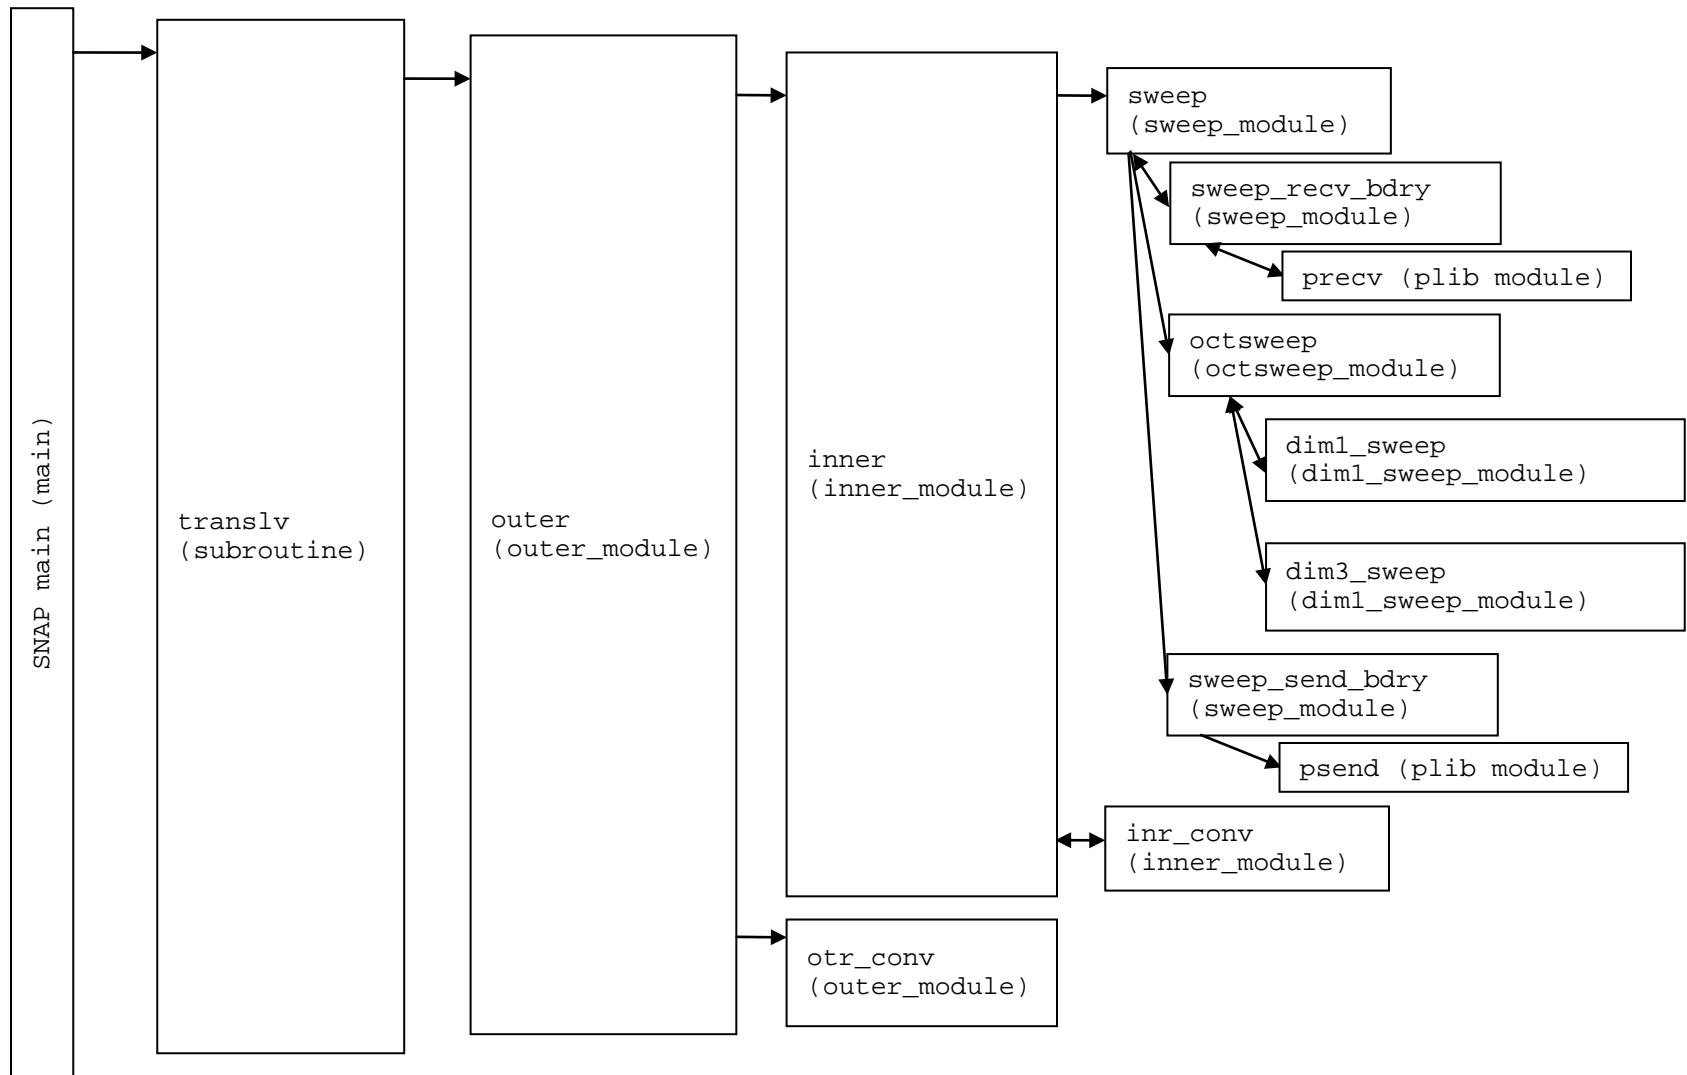 SNAP main (main)
translv
(subroutine)
outer
(outer_module)
inner
(inner_module)
sweep
(sweep_module)
sweep_recv_bdry
(sweep_module)
precv (plib module)
octsweep
(octsweep_module)
dim1_sweep
(dim1_sweep_module)
dim3_sweep
(dim1_sweep_module)
sweep_send_bdry
(sweep_module)
psend (plib module)
inr_conv
(inner_module)
otr_conv
(outer_module)